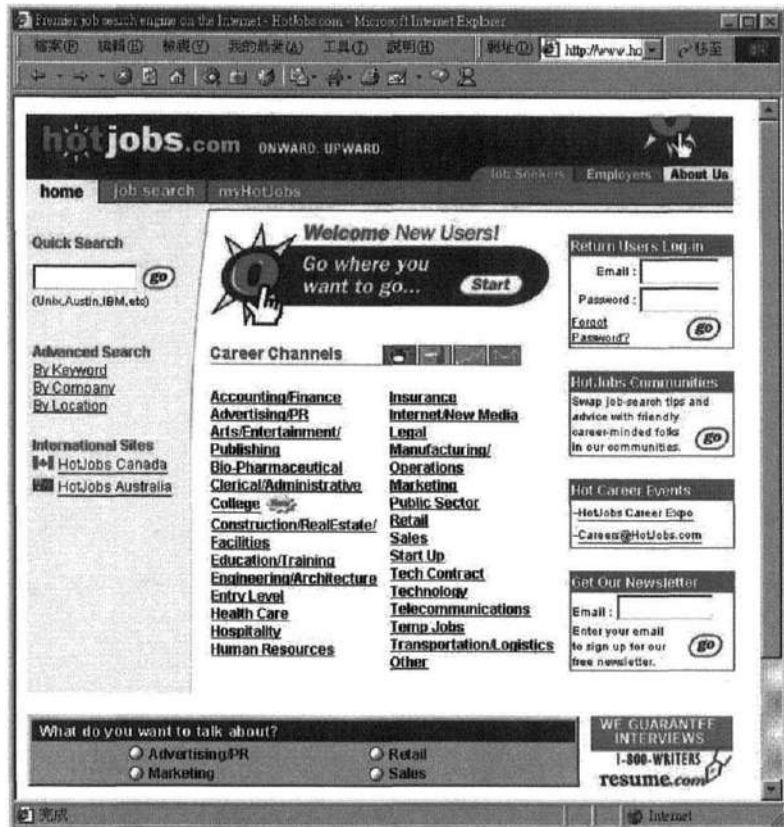 Premier job search engine on the Internet - HotJobs.com - Microsoft Internet Explorer
檔案(F) 編輯(E) 檢視(V) 我的最愛(A) 工具(T) 說明(H) 網址(D) http://www.ho 移至
hotjobs.com ONWARD. UPWARD.
Job Seekers Employers About Us
home job search myHotJobs
Quick Search
go
(Unix,Austin,IBM,etc)
Advanced Search
By Keyword
By Company
By Location
International Sites
HotJobs Canada
HotJobs Australia
Welcome New Users!
Go where you
want to go...
Start
Career Channels
Accounting/Finance
Advertising/PR
Arts/Entertainment/
Publishing
Bio-Pharmaceutical
Clerical/Administrative
College
Construction/RealEstate/
Facilities
Education/Training
Engineering/Architecture
Entry Level
Health Care
Hospitality
Human Resources
Insurance
Internet/New Media
Legal
Manufacturing/
Operations
Marketing
Public Sector
Retail
Sales
Start Up
Tech Contract
Technology
Telecommunications
Temp Jobs
Transportation/Logistics
Other
Return Users Log-in
Email :
Password :
Forgot
Password?
go
HotJobs Communities
Swap job-search tips and
advice with friendly
career-minded folks
in our communities.
go
Hot Career Events
-HotJobs Career Expo
-Careers@HotJobs.com
Get Our Newsletter
Email :
Enter your email
to sign up for our
free newsletter.
go
What do you want to talk about?
Advertising/PR Retail
Marketing Sales
WE GUARANTEE
INTERVIEWS
1-800-WRITERS
resume.com
完成 Internet